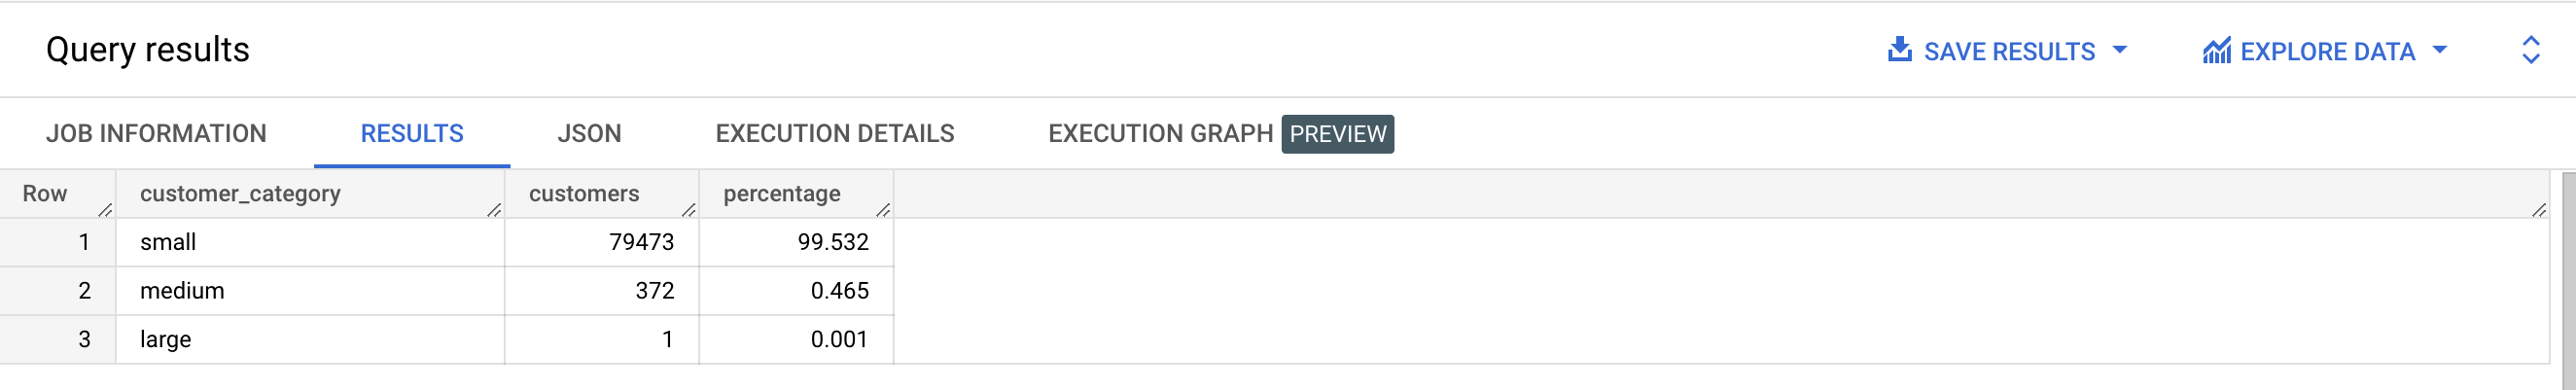 Query results SAVE RESULTS EXPLORE DATA
JOB INFORMATION RESULTS JSON EXECUTION DETAILS EXECUTION GRAPH PREVIEW
Row customer_category customers percentage
1 small 79473 99.532
2 medium 372 0.465
3 large 1 0.001